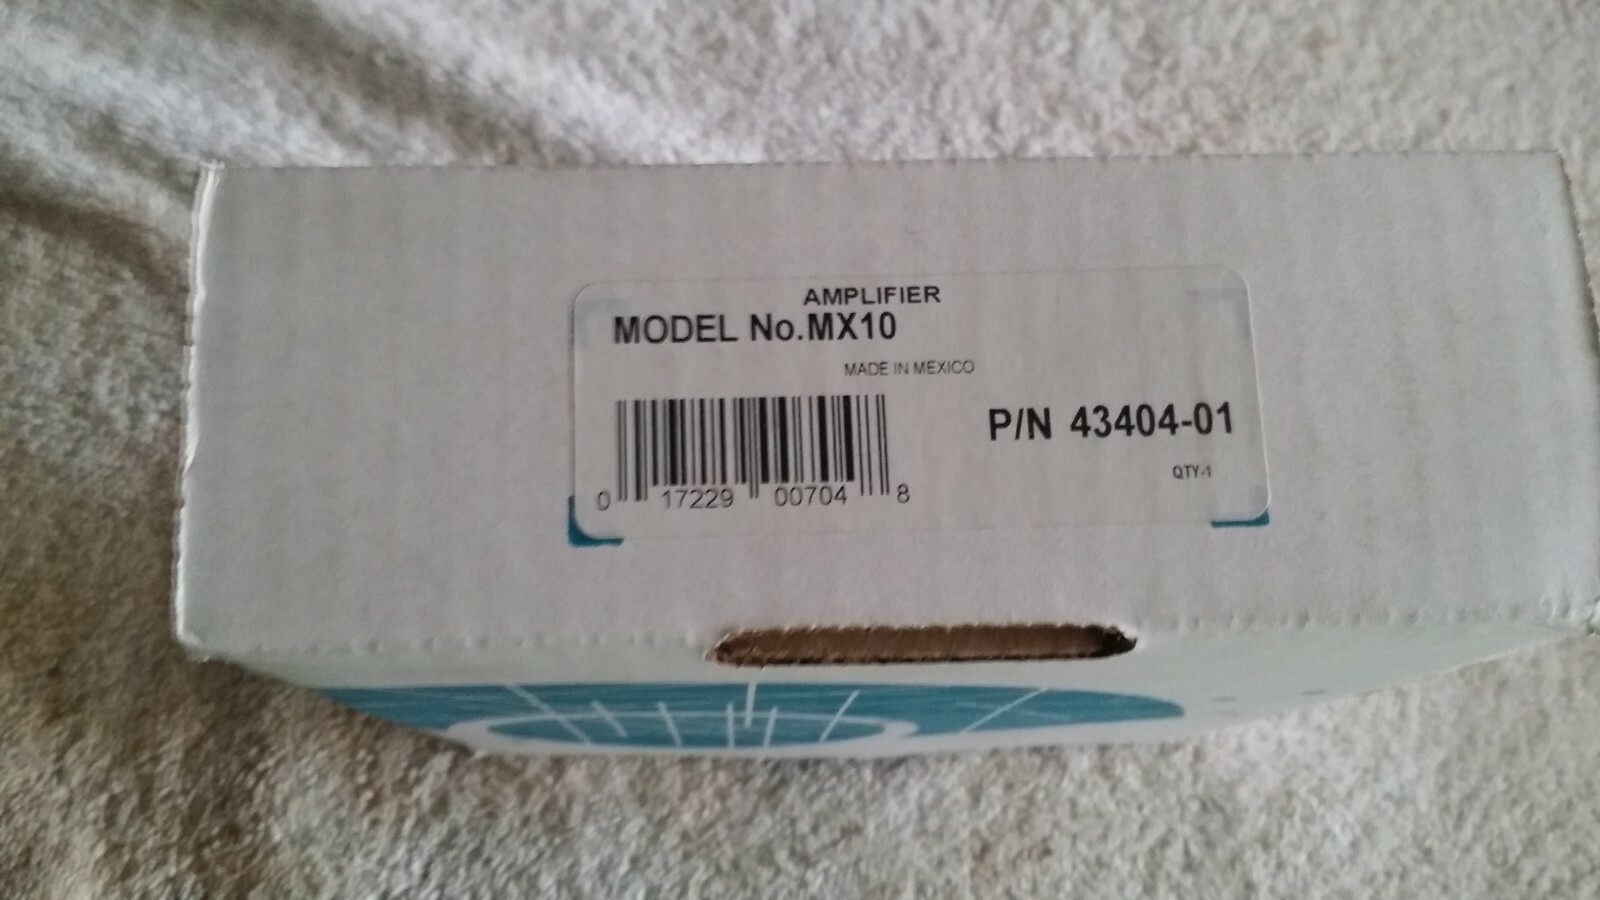 AMPLIFIER
MODEL No.MX10
MADE IN MEXICO
P/N 43404-01
QTY-1
0 17229 00704 8